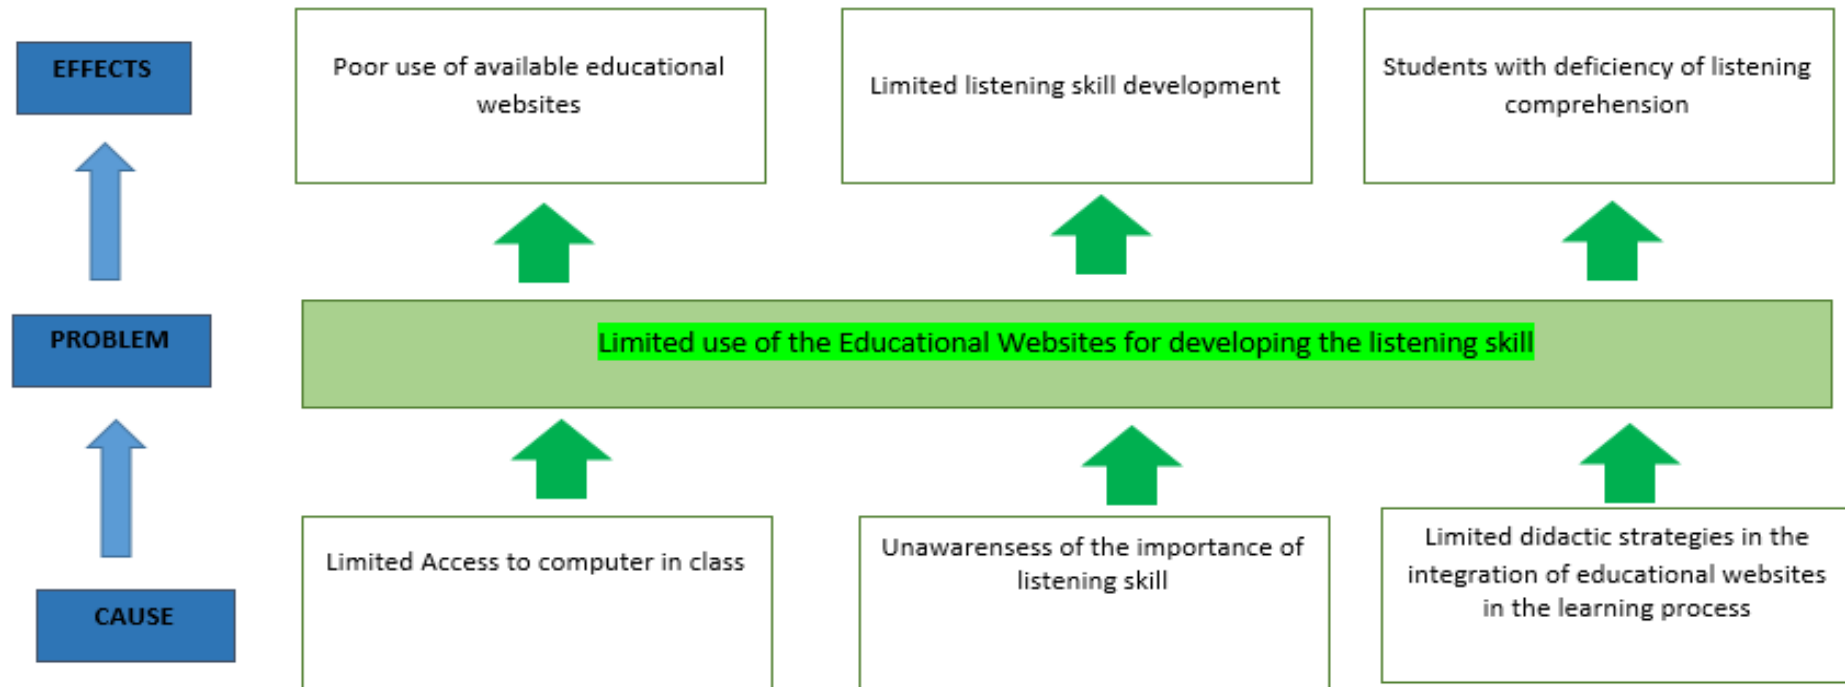 EFFECTS
Poor use of available educational
websites
Limited listening skill development
Students with deficiency of listening
comprehension
PROBLEM
Limited use of the Educational Websites for developing the listening skill
CAUSE
Limited Access to computer in class
Unawarensess of the importance of
listening skill
Limited didactic strategies in the
integration of educational websites
in the learning process